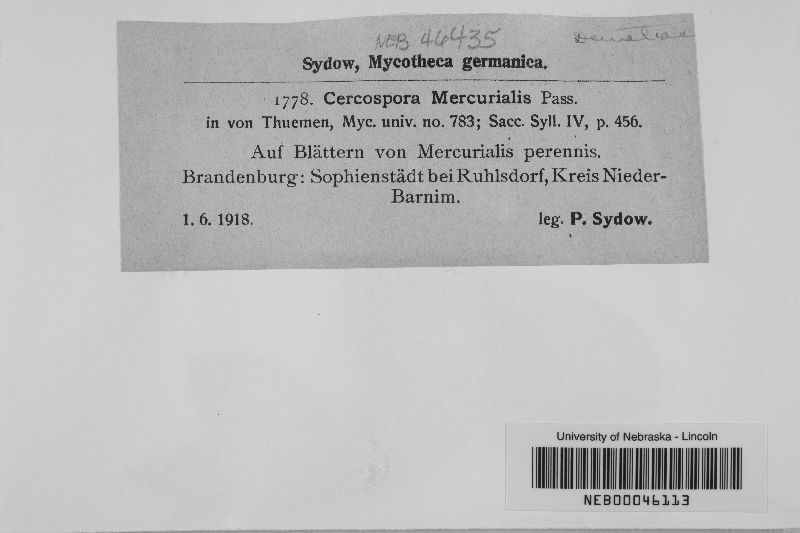 NEB 46435
Sydow, Mycotheca germanica.
1778. Cercospora Mercurialis Pass.
in von Thuemen, Myc. univ. no. 783; Sacc. Syll. IV, p. 456.
Auf Blättern von Mercurialis perennis.
Brandenburg: Sophienstädt bei Ruhlsdorf, Kreis Nieder-
Barnim.
1. 6. 1918. leg. P. Sydow.
University of Nebraska - Lincoln
NEB00046113